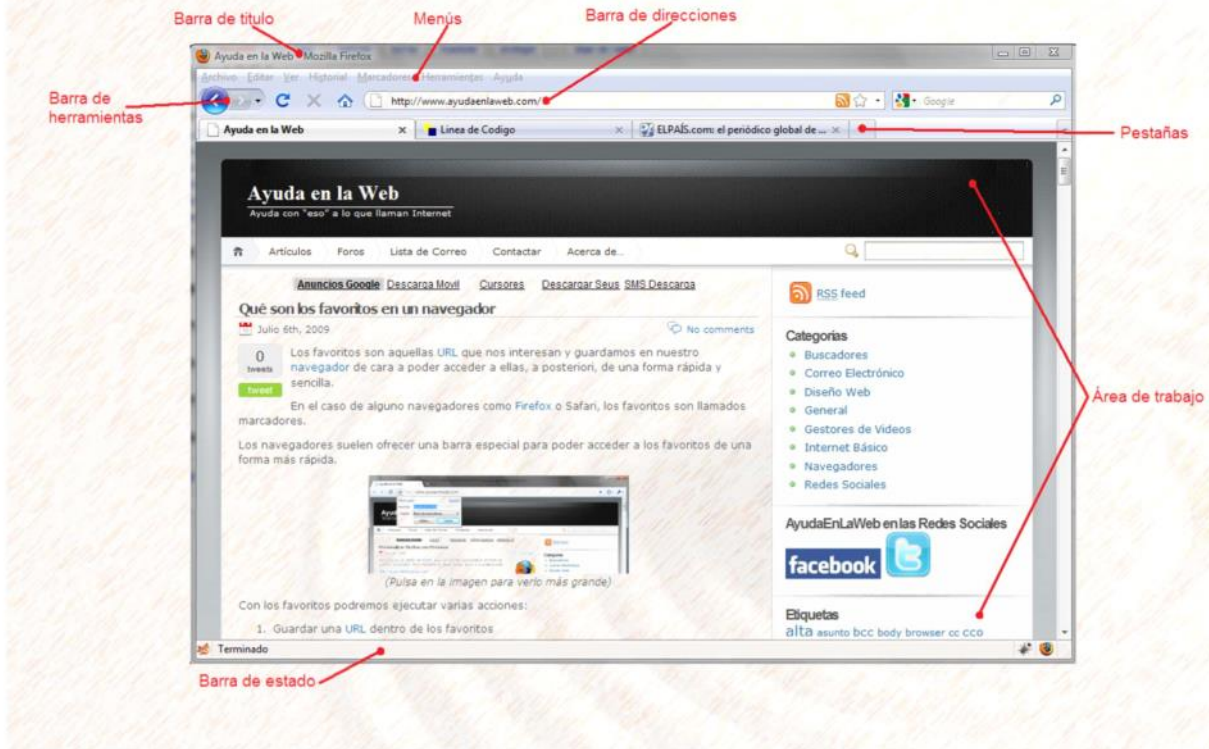 Barra de titulo
Menús
Barra de direcciones
Ayuda en la Web - Mozilla Firefox
Archivo Editar Ver Historial Marcadores Herramientas Ayuda
Barra de
herramientas
http://www.ayudaenlaweb.com/
Google
Ayuda en la Web
Linea de Codigo
ELPAÍS.com: el periódico global de ...
Pestañas
Ayuda en la Web
Ayuda con "eso" a lo que llaman Internet
Artículos Foros Lista de Correo Contactar Acerca de...
Anuncios Google Descarga Movil Cursores Descargar Seus SMS Descarga
Qué son los favoritos en un navegador
Julio 6th, 2009
No comments
0
tweets
tweet
Los favoritos son aquellas URL que nos interesan y guardamos en nuestro
navegador de cara a poder acceder a ellas, a posteriori, de una forma rápida y
sencilla.
En el caso de alguno navegadores como Firefox o Safari, los favoritos son llamados
marcadores.
Los navegadores suelen ofrecer una barra especial para poder acceder a los favoritos de una
forma más rápida.
(Pulsa en la imagen para verlo más grande)
Con los favoritos podremos ejecutar varias acciones:
1. Guardar una URL dentro de los favoritos
RSS feed
Categorias
Buscadores
Correo Electrónico
Diseño Web
General
Gestores de Videos
Internet Básico
Navegadores
Redes Sociales
Área de trabajo
AyudaEnLaWeb en las Redes Sociales
facebook
Etiquetas
alta asunto bcc body browser cc cco
Terminado
Barra de estado